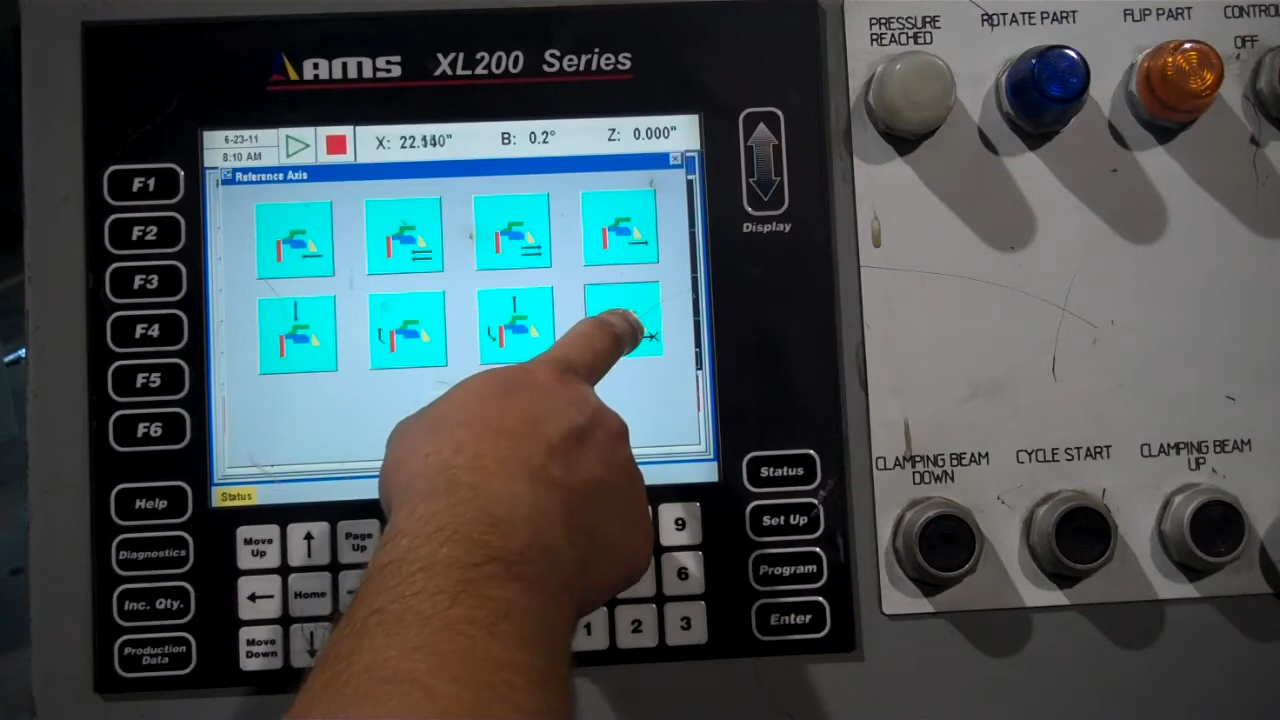 AMS XL200 Series
6-23-11
8:10 AM
X:
B: 0.2°
Z: 0.000"
Reference Axis
Status
F1
F2
F3
F4
F5
F6
Help
Diagnostics
Inc. Qty.
Production
Data
Display
Status
Set Up
Program
Enter
Move
Up
Page
Up
Home
Move
Down
9
6
1
2
3
PRESSURE
REACHED
ROTATE PART
FLIP PART
OFF
CLAMPING BEAM
DOWN
CYCLE START
CLAMPING BEAM
UP